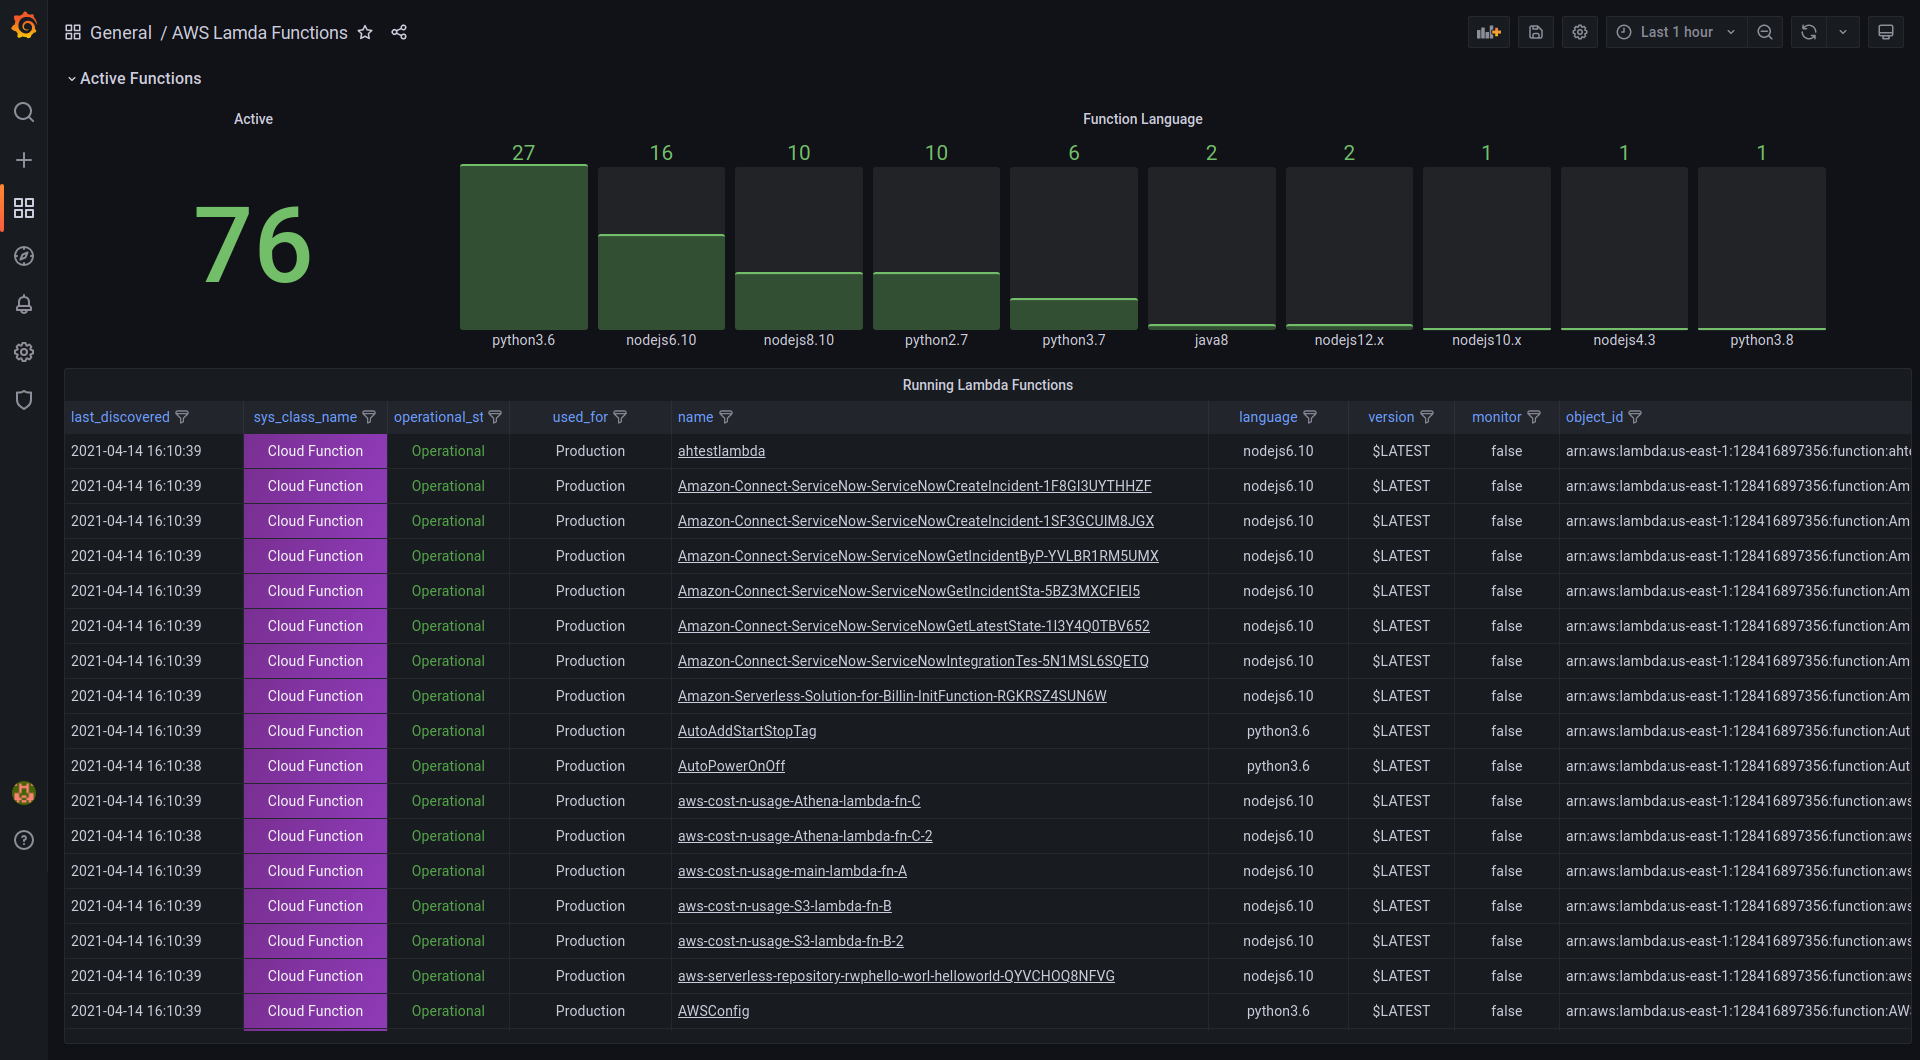 General / AWS Lamda Functions
Last 1 hour
Active Functions
Active
Function Language
76
27 16 10 10 6 2 2 1 1 1
python3.6 nodejs6.10 nodejs8.10 python2.7 python3.7 java8 nodejs12.x nodejs10.x nodejs4.3 python3.8
Running Lambda Functions
last_discovered sys_class_name operational_st used_for name language version monitor object_id
2021-04-14 16:10:39 Cloud Function Operational Production ahtestlambda nodejs6.10 $LATEST false arn:aws:lambda:us-east-1:128416897356:function:ahte
2021-04-14 16:10:39 Cloud Function Operational Production Amazon-Connect-ServiceNow-ServiceNowCreateIncident-1F8GI3UYTHHZF nodejs6.10 $LATEST false arn:aws:lambda:us-east-1:128416897356:function:Am
2021-04-14 16:10:39 Cloud Function Operational Production Amazon-Connect-ServiceNow-ServiceNowCreateIncident-1SF3GCUIM8JGX nodejs6.10 $LATEST false arn:aws:lambda:us-east-1:128416897356:function:Am
2021-04-14 16:10:39 Cloud Function Operational Production Amazon-Connect-ServiceNow-ServiceNowGetIncidentByP-YVLBR1RM5UMX nodejs6.10 $LATEST false arn:aws:lambda:us-east-1:128416897356:function:Am
2021-04-14 16:10:39 Cloud Function Operational Production Amazon-Connect-ServiceNow-ServiceNowGetIncidentSta-5BZ3MXCFIEI5 nodejs6.10 $LATEST false arn:aws:lambda:us-east-1:128416897356:function:Am
2021-04-14 16:10:39 Cloud Function Operational Production Amazon-Connect-ServiceNow-ServiceNowGetLatestState-1I3Y4Q0TBV652 nodejs6.10 $LATEST false arn:aws:lambda:us-east-1:128416897356:function:Am
2021-04-14 16:10:39 Cloud Function Operational Production Amazon-Connect-ServiceNow-ServiceNowIntegrationTes-5N1MSL6SQETQ nodejs6.10 $LATEST false arn:aws:lambda:us-east-1:128416897356:function:Am
2021-04-14 16:10:39 Cloud Function Operational Production Amazon-Serverless-Solution-for-Billin-InitFunction-RGKRSZ4SUN6W nodejs6.10 $LATEST false arn:aws:lambda:us-east-1:128416897356:function:Am
2021-04-14 16:10:39 Cloud Function Operational Production AutoAddStartStopTag python3.6 $LATEST false arn:aws:lambda:us-east-1:128416897356:function:Aut
2021-04-14 16:10:38 Cloud Function Operational Production AutoPowerOnOff python3.6 $LATEST false arn:aws:lambda:us-east-1:128416897356:function:Aut
2021-04-14 16:10:39 Cloud Function Operational Production aws-cost-n-usage-Athena-lambda-fn-C nodejs6.10 $LATEST false arn:aws:lambda:us-east-1:128416897356:function:aws
2021-04-14 16:10:38 Cloud Function Operational Production aws-cost-n-usage-Athena-lambda-fn-C-2 nodejs6.10 $LATEST false arn:aws:lambda:us-east-1:128416897356:function:aws
2021-04-14 16:10:39 Cloud Function Operational Production aws-cost-n-usage-main-lambda-fn-A nodejs6.10 $LATEST false arn:aws:lambda:us-east-1:128416897356:function:aws
2021-04-14 16:10:39 Cloud Function Operational Production aws-cost-n-usage-S3-lambda-fn-B nodejs6.10 $LATEST false arn:aws:lambda:us-east-1:128416897356:function:aws
2021-04-14 16:10:39 Cloud Function Operational Production aws-cost-n-usage-S3-lambda-fn-B-2 nodejs6.10 $LATEST false arn:aws:lambda:us-east-1:128416897356:function:aws
2021-04-14 16:10:39 Cloud Function Operational Production aws-serverless-repository-rwphello-worl-helloworld-QYVCHOQ8NFVG nodejs6.10 $LATEST false arn:aws:lambda:us-east-1:128416897356:function:aws
2021-04-14 16:10:39 Cloud Function Operational Production AWSConfig python3.6 $LATEST false arn:aws:lambda:us-east-1:128416897356:function:AW